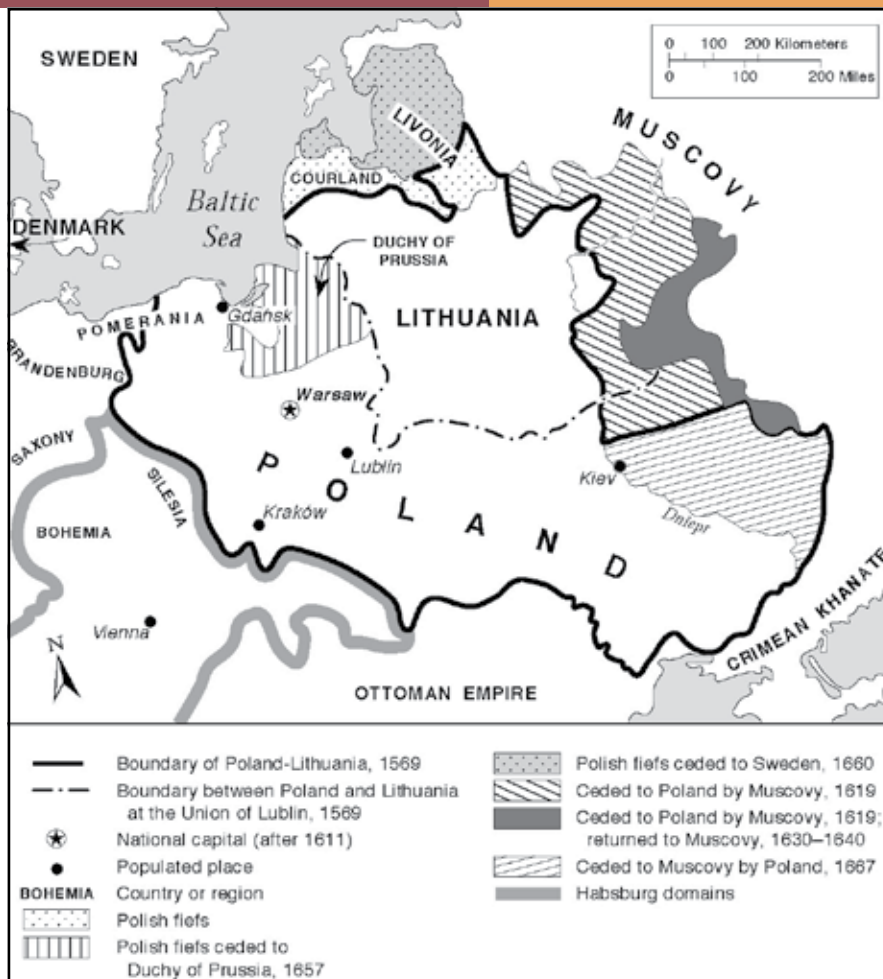 SWEDEN
0 100 200 Kilometers
0 100 200 Miles
MUSCOVY
LIVONIA
COURLAND
Baltic
Sea
DENMARK
DUCHY OF
PRUSSIA
LITHUANIA
POMERANIA
Gdańsk
BRANDENBURG
Warsaw
SAXONY
Lublin
POLAND
Kiev
SILESIA
Kraków
Dniepr
BOHEMIA
CRIMEAN KHANATE
Vienna
N
OTTOMAN EMPIRE
Boundary of Poland-Lithuania, 1569
Boundary between Poland and Lithuania
at the Union of Lublin, 1569
National capital (after 1611)
Populated place
BOHEMIA Country or region
Polish fiefs
Polish fiefs ceded to
Duchy of Prussia, 1657
Polish fiefs ceded to Sweden, 1660
Ceded to Poland by Muscovy, 1619
Ceded to Poland by Muscovy, 1619;
returned to Muscovy, 1630–1640
Ceded to Muscovy by Poland, 1667
Habsburg domains